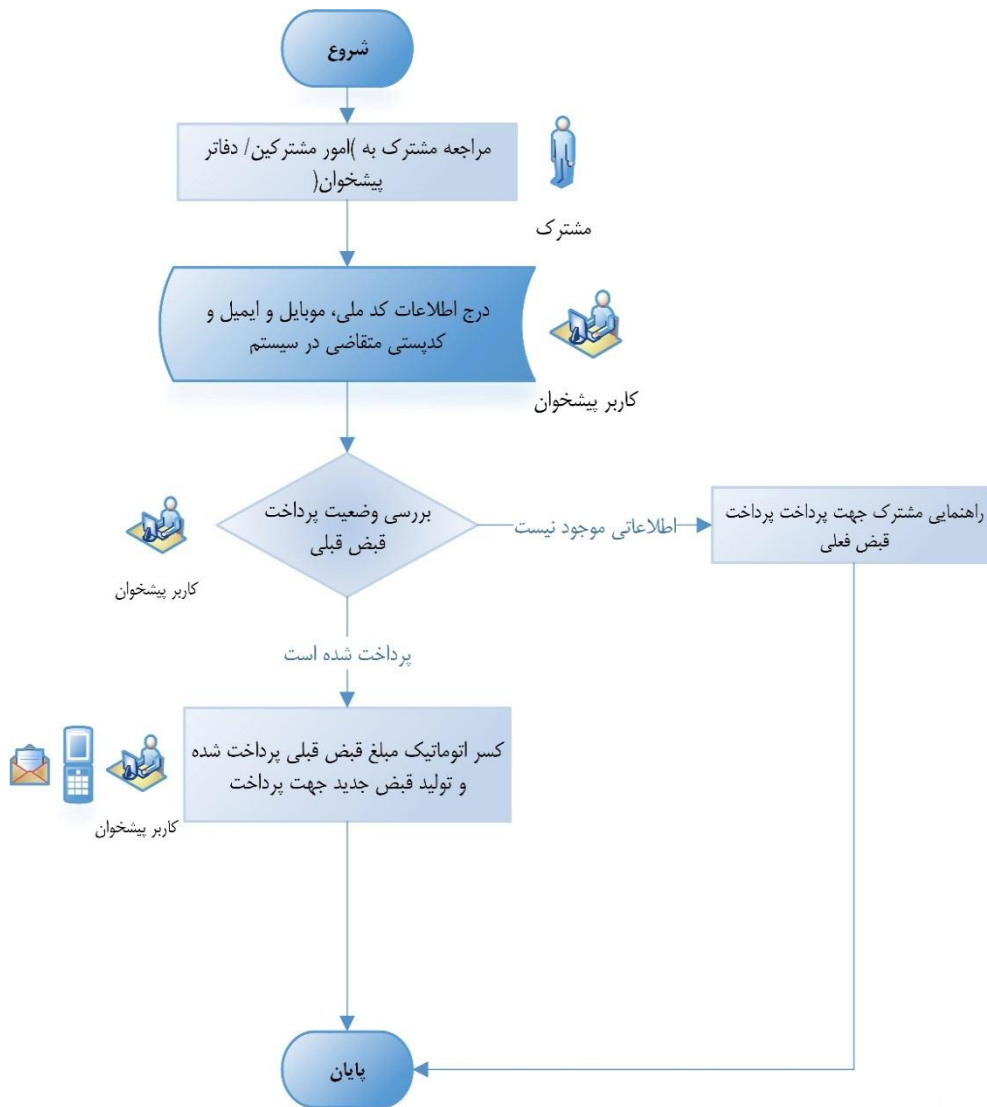 شروع
مراجعه مشترک به )امور مشترکین/ دفاتر
پیشخوان(
مشترک
درج اطلاعات کد ملی، موبایل و ایمیل و
کدپستی متقاضی در سیستم
کاربر پیشخوان
بررسی وضعیت پرداخت
قبض قبلی
کاربر پیشخوان
اطلاعاتی موجود نیست
راهنمایی مشترک جهت پرداخت پرداخت
قبض فعلی
پرداخت شده است
کسر اتوماتیک مبلغ قبض قبلی پرداخت شده
و تولید قبض جدید جهت پرداخت
کاربر پیشخوان
پایان